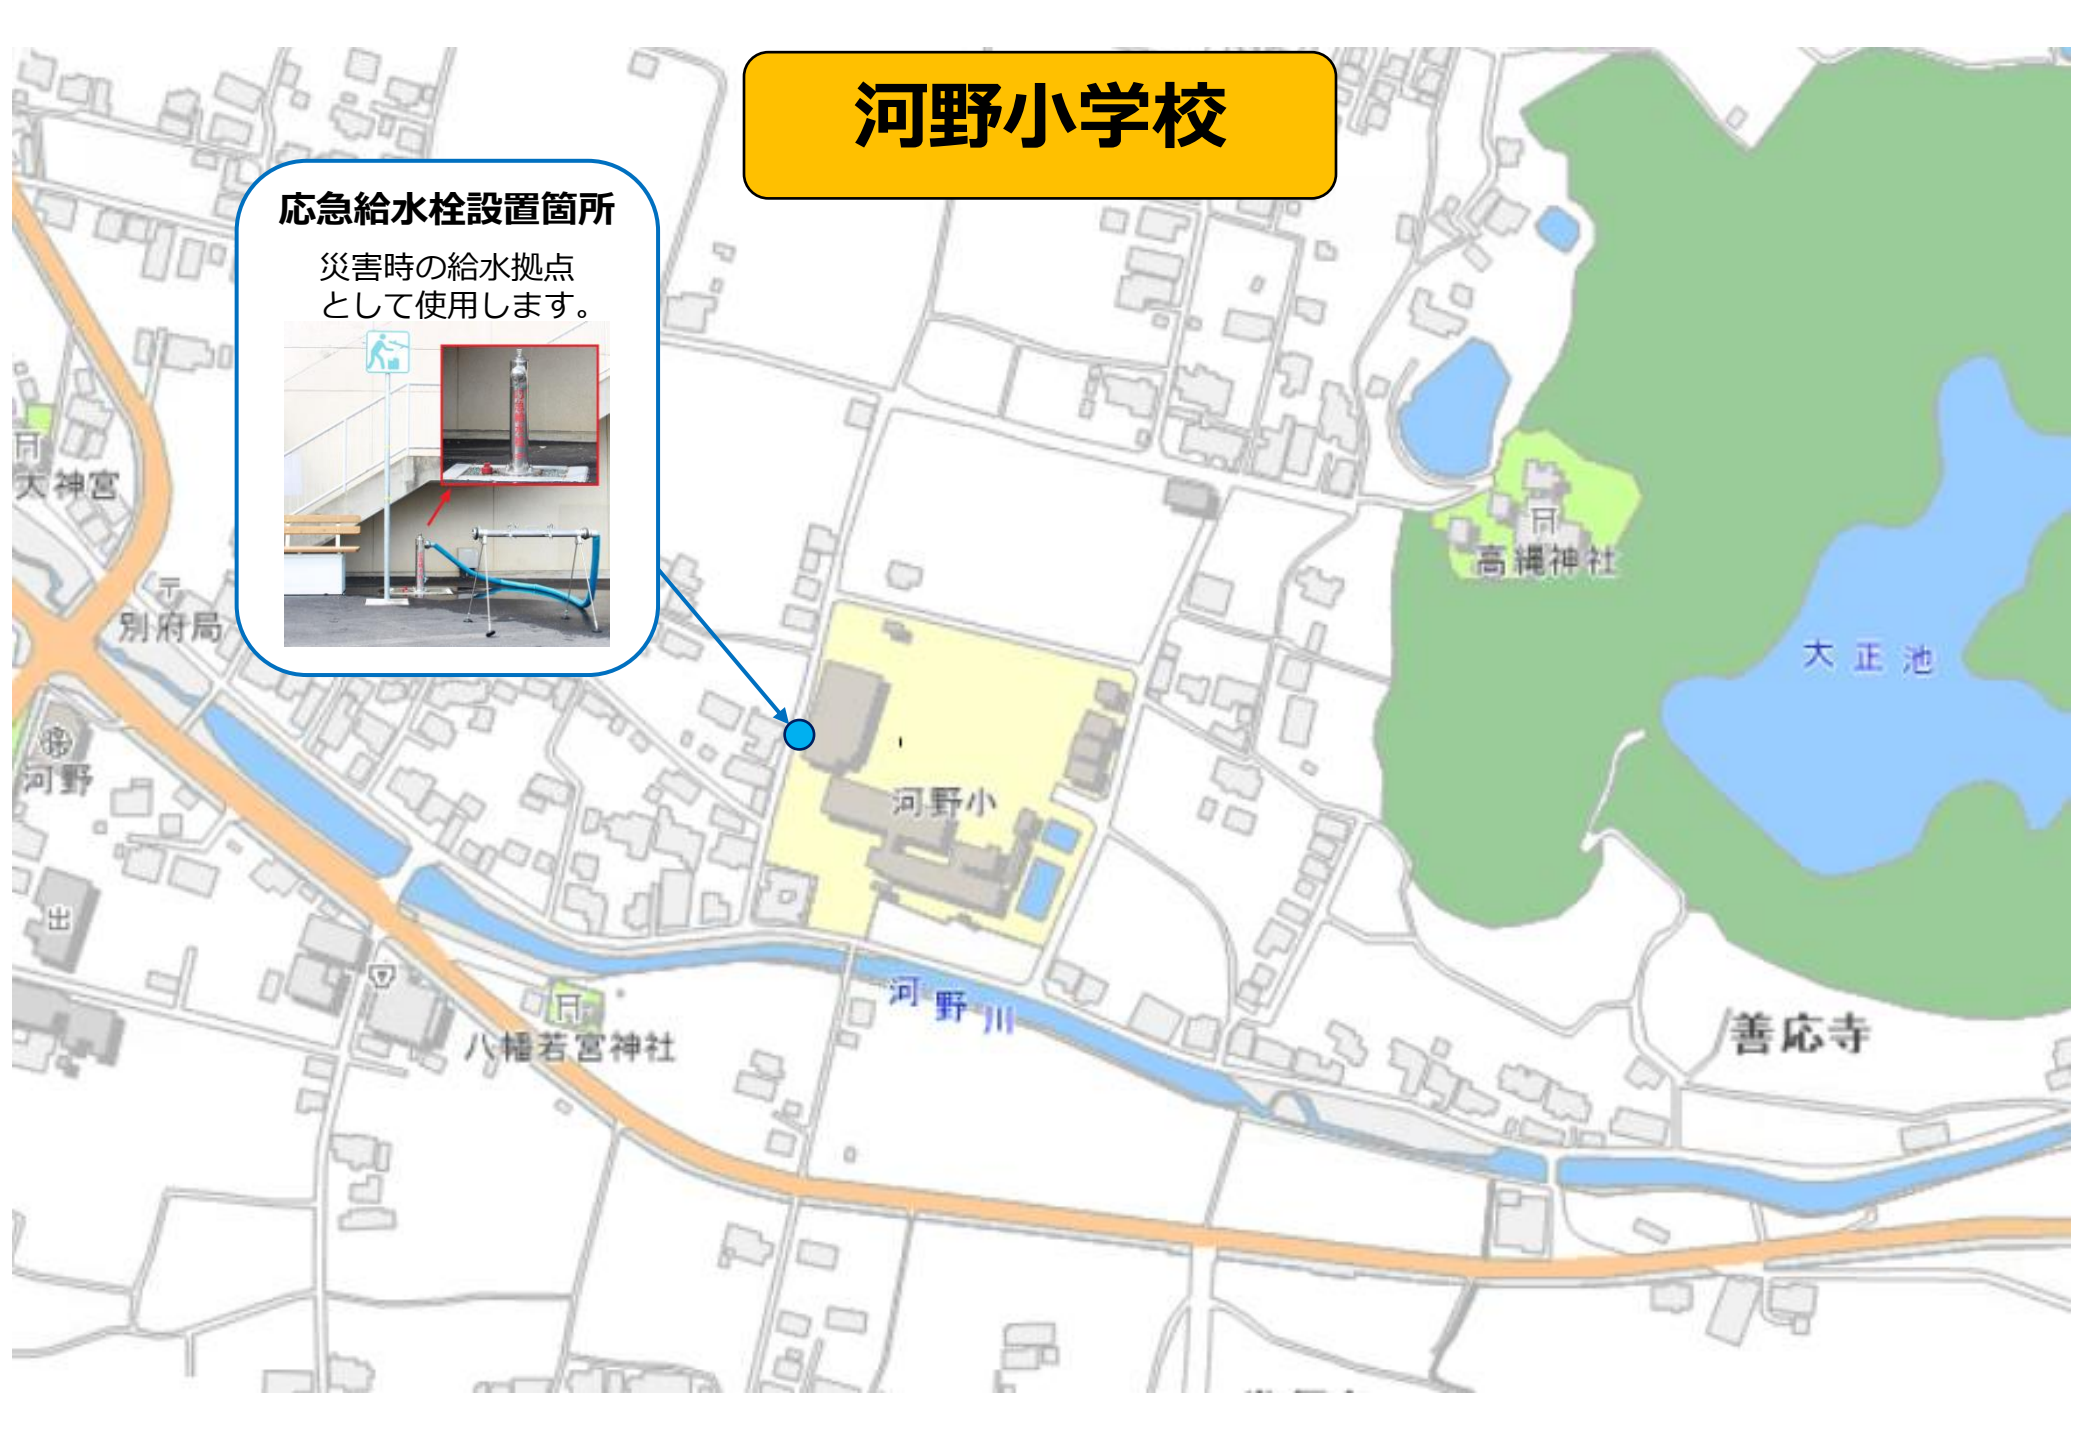 河野小学校
応急給水栓設置箇所
災害時の給水拠点
として使用します。
天神宮
〒
別府局
河野
出
高縄神社
大正池
河野小
河野川
八幡若宮神社
善応寺